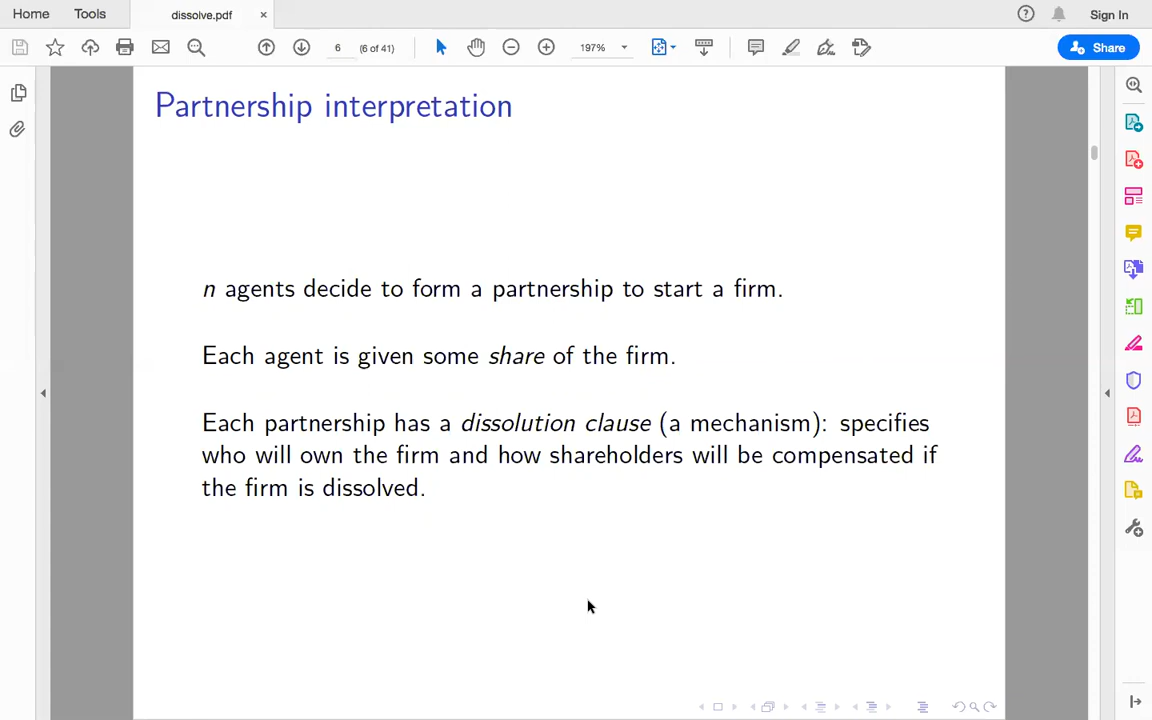 Home Tools dissolve.pdf × Sign In
6 (6 of 41) 197% Share
Partnership interpretation
n agents decide to form a partnership to start a firm.
Each agent is given some share of the firm.
Each partnership has a dissolution clause (a mechanism): specifies
who will own the firm and how shareholders will be compensated if
the firm is dissolved.